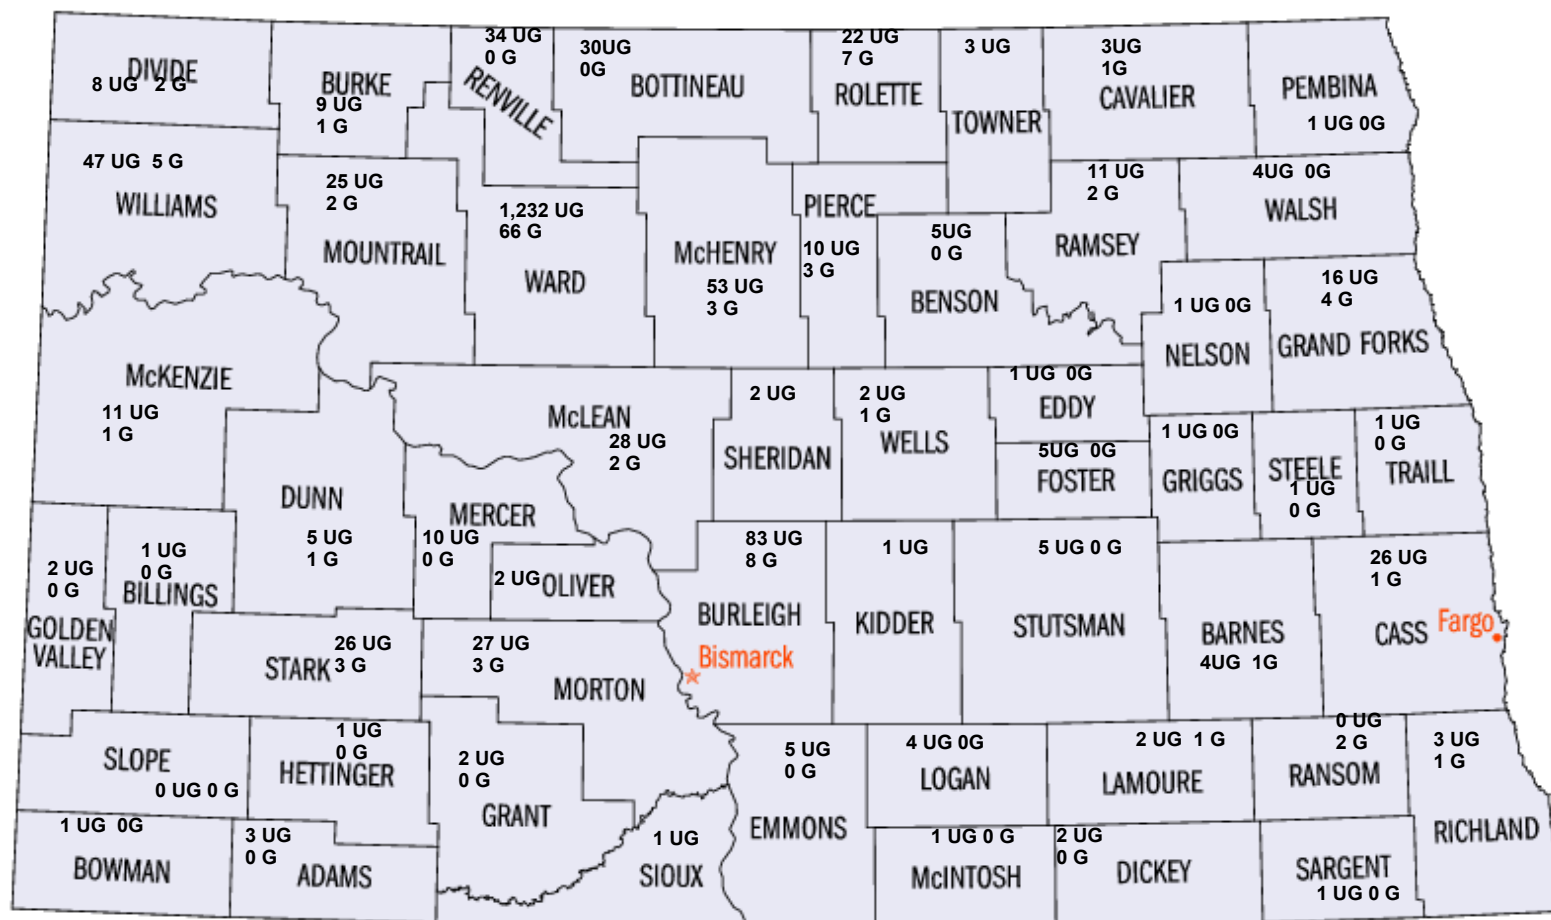 DIVIDE
8 UG 2 G
BURKE
9 UG
1 G
34 UG
0 G
RENVILLE
30UG
0G
BOTTINEAU
22 UG
7 G
ROLETTE
3 UG
TOWNER
3UG
1G
CAVALIER
PEMBINA
1 UG 0G
47 UG 5 G
WILLIAMS
25 UG
2 G
MOUNTRAIL
1,232 UG
66 G
WARD
McHENRY
53 UG
3 G
PIERCE
10 UG
3 G
5UG
0 G
BENSON
11 UG
2 G
RAMSEY
4UG 0G
WALSH
1 UG 0G
NELSON
16 UG
4 G
GRAND FORKS
McKENZIE
11 UG
1 G
DUNN
5 UG
1 G
McLEAN
28 UG
2 G
MERCER
10 UG
0 G
2 UG
OLIVER
2 UG
SHERIDAN
2 UG
1 G
WELLS
1 UG 0G
EDDY
5UG 0G
FOSTER
1 UG 0G
GRIGGS
STEELE
1 UG
0 G
1 UG
0 G
TRAILL
2 UG
0 G
GOLDEN
VALLEY
1 UG
0 G
BILLINGS
STARK
26 UG
3 G
27 UG
3 G
MORTON
83 UG
8 G
BURLEIGH
Bismarck
1 UG
KIDDER
5 UG 0 G
STUTSMAN
BARNES
4UG 1G
26 UG
1 G
CASS
Fargo
SLOPE
0 UG 0 G
1 UG
0 G
HETTINGER
2 UG
0 G
GRANT
1 UG
SIOUX
5 UG
0 G
EMMONS
4 UG 0G
LOGAN
2 UG 1 G
LAMOURE
0 UG
2 G
RANSOM
3 UG
1 G
RICHLAND
1 UG 0G
BOWMAN
3 UG
0 G
ADAMS
1 UG 0 G
McINTOSH
2 UG
0 G
DICKEY
SARGENT
1 UG 0 G